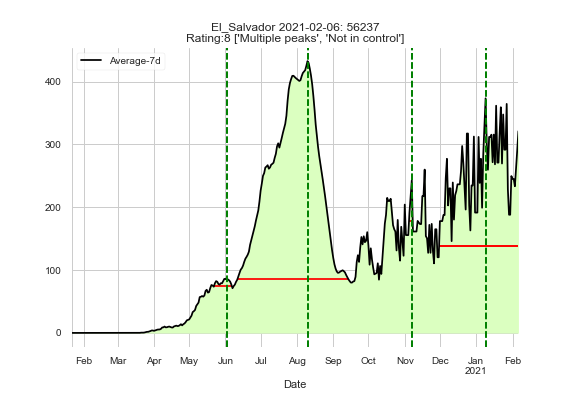 El_Salvador 2021-02-06: 56237
Rating:8 ['Multiple peaks', 'Not in control']
Average-7d
400
300
200
100
0
Feb Mar Apr May Jun Jul Aug Sep Oct Nov Dec Jan Feb
2021
Date